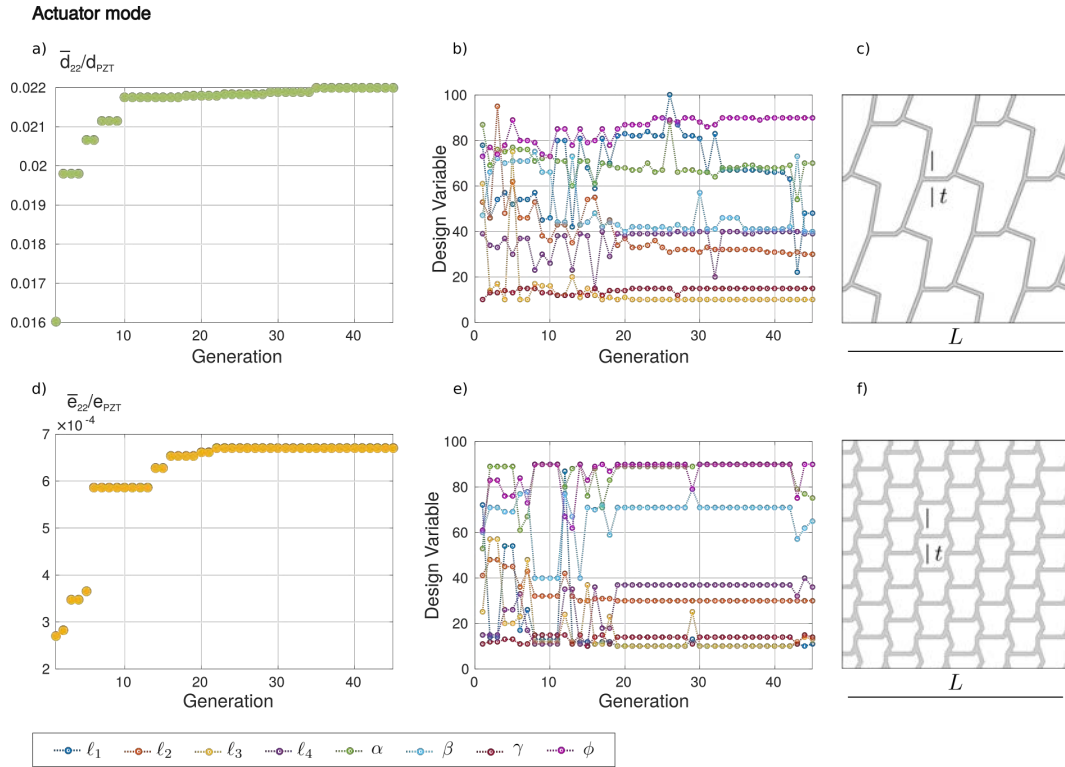 Actuator mode
a)
d̅₂₂/d_PZT
0.022
0.021
0.02
0.019
0.018
0.017
0.016
10
20
30
40
Generation
b)
100
80
60
40
20
0
0
10
20
30
40
Generation
Design Variable
c)
t
L
d)
e̅₂₂/e_PZT
×10⁻⁴
7
6
5
4
3
2
10
20
30
40
Generation
e)
100
80
60
40
20
0
0
10
20
30
40
Generation
Design Variable
f)
t
L
ℓ₁ ℓ₂ ℓ₃ ℓ₄ α β γ ϕ